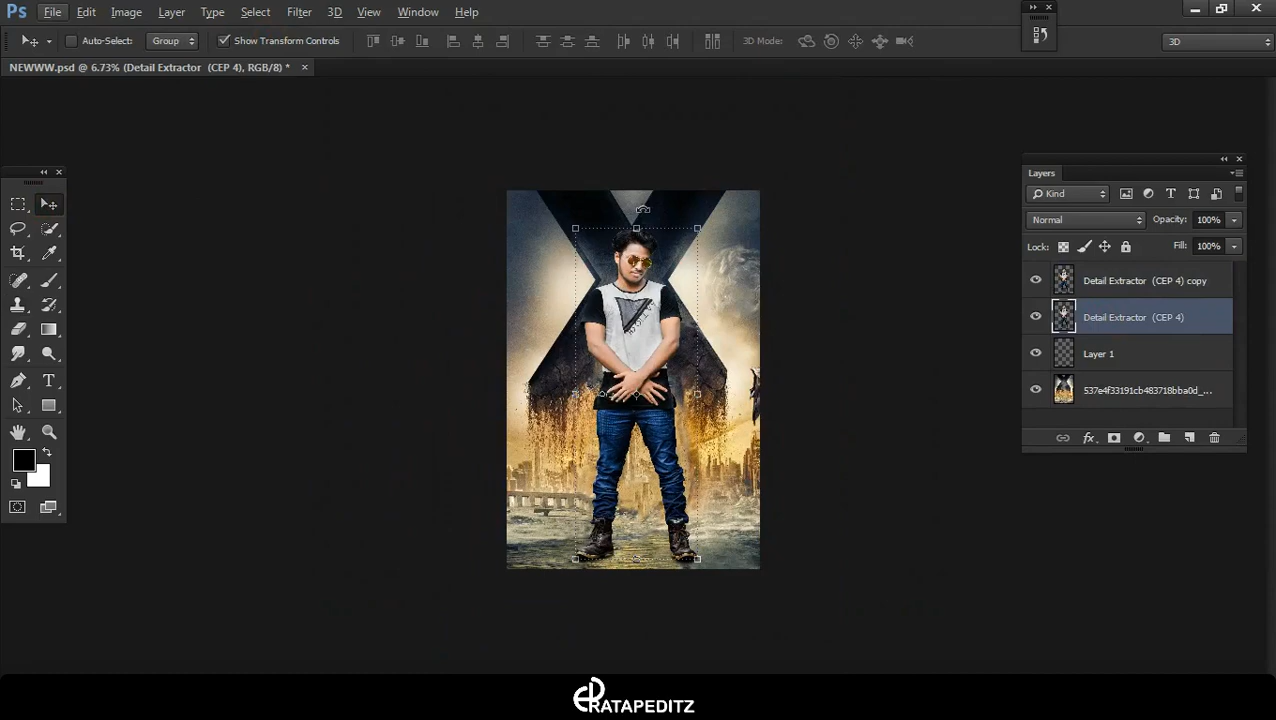 Ps File Edit Image Layer Type Select Filter 3D View Window Help
Auto-Select: Group Show Transform Controls 3D Mode: 3D
NEWWW.psd @ 6.73% (Detail Extractor (CEP 4), RGB/8) * ×
Layers
Kind
Normal Opacity: 100%
Lock: Fill: 100%
Detail Extractor (CEP 4) copy
Detail Extractor (CEP 4)
Layer 1
537e4f33191cb483718bba0d_...
RATAPEDITZ